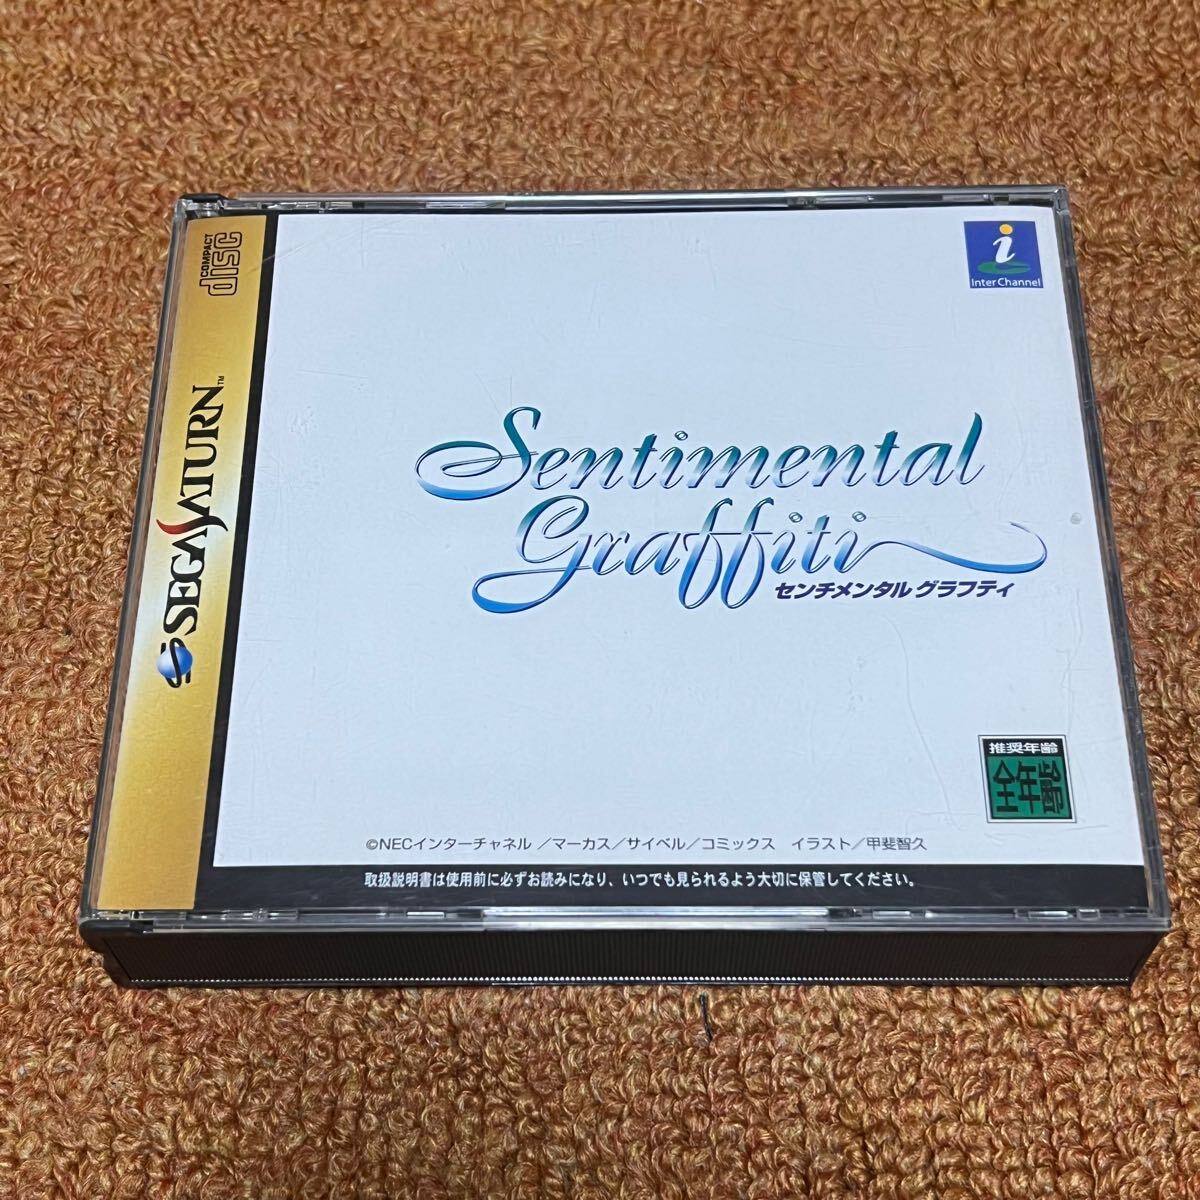 COMPACT
disc
SEGA SATURN™
i
Inter Channel
Sentimental
Graffiti
センチメンタル グラフティ
推奨年齢
全年齢
©NECインターチャネル／マーカス／サイベル／コミックス　イラスト／甲斐智久
取扱説明書は使用前に必ずお読みになり、いつでも見られるよう大切に保管してください。